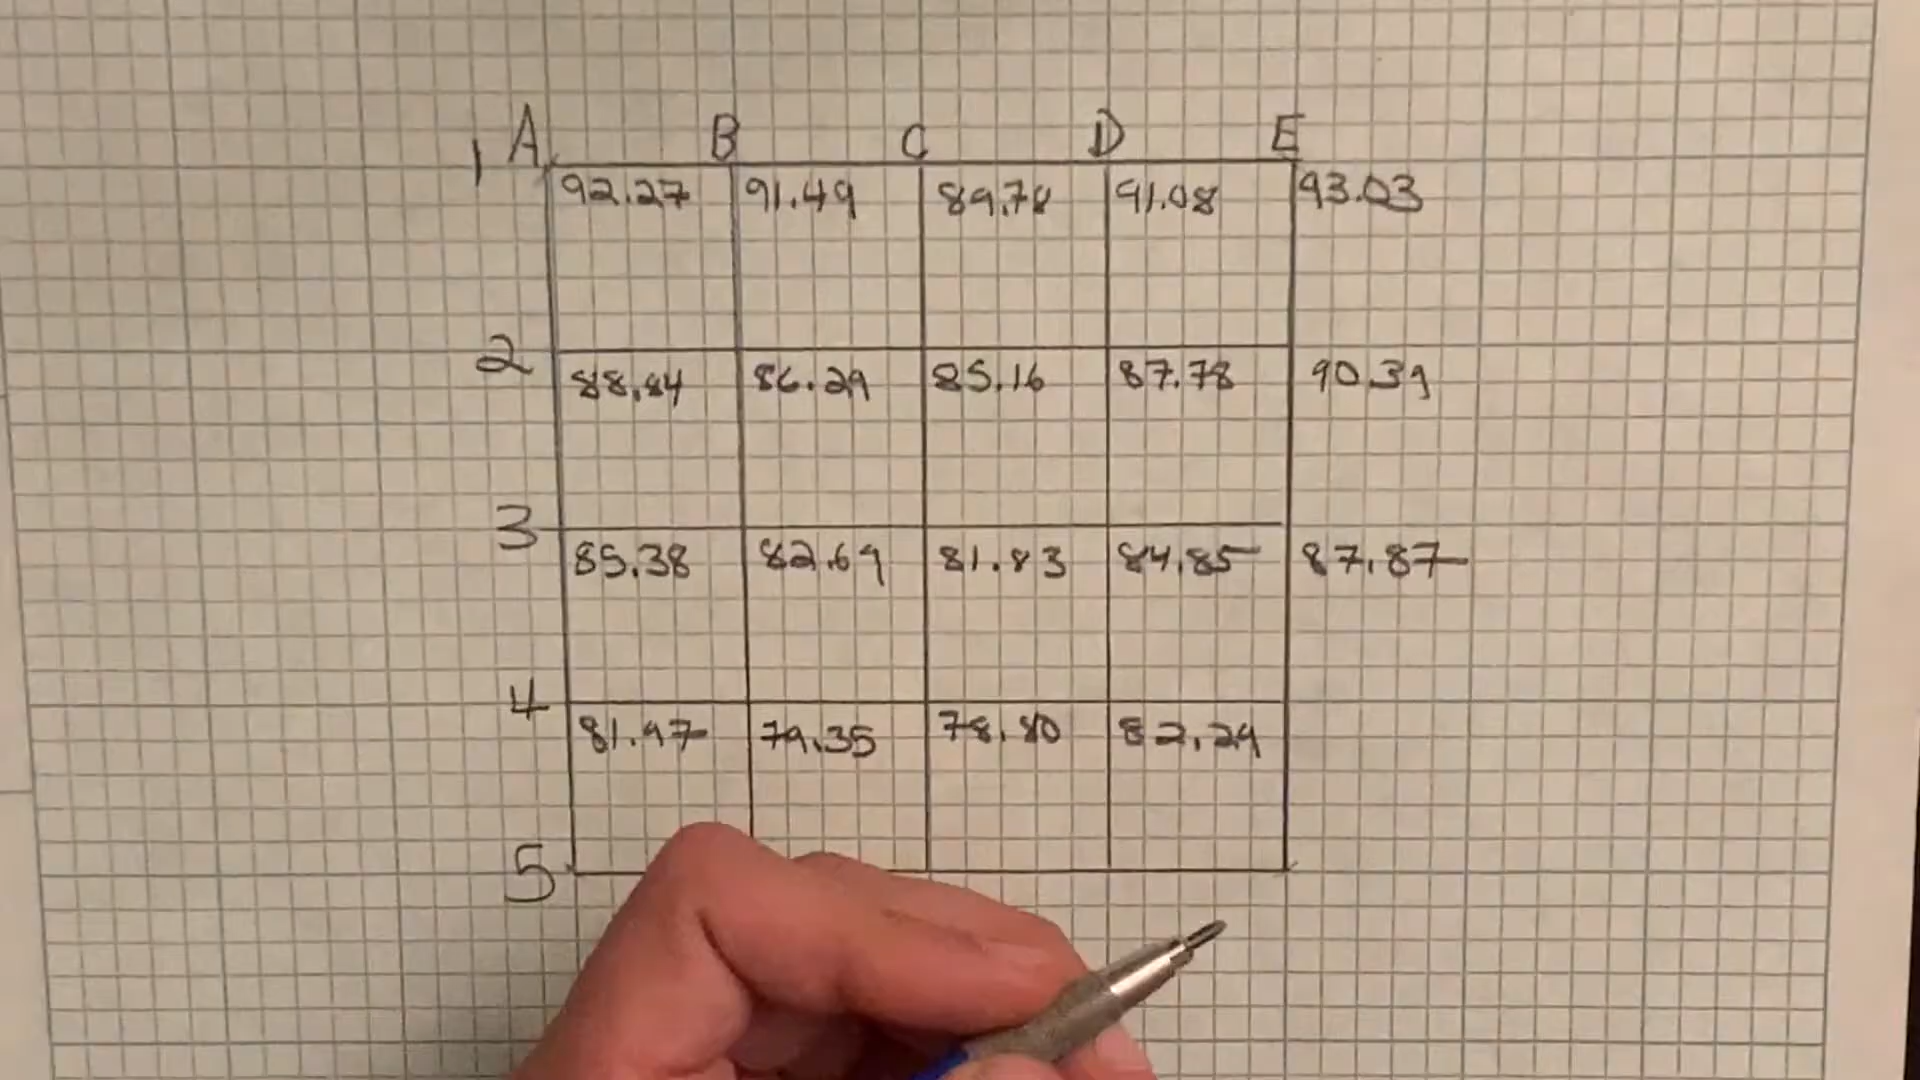 A B C D E
1 92.27 91.49 89.78 91.08 93.03
2 88.84 86.29 85.16 87.78 90.39
3 85.38 82.69 81.83 84.85 87.87
4 81.97 79.35 78.80 82.29
5